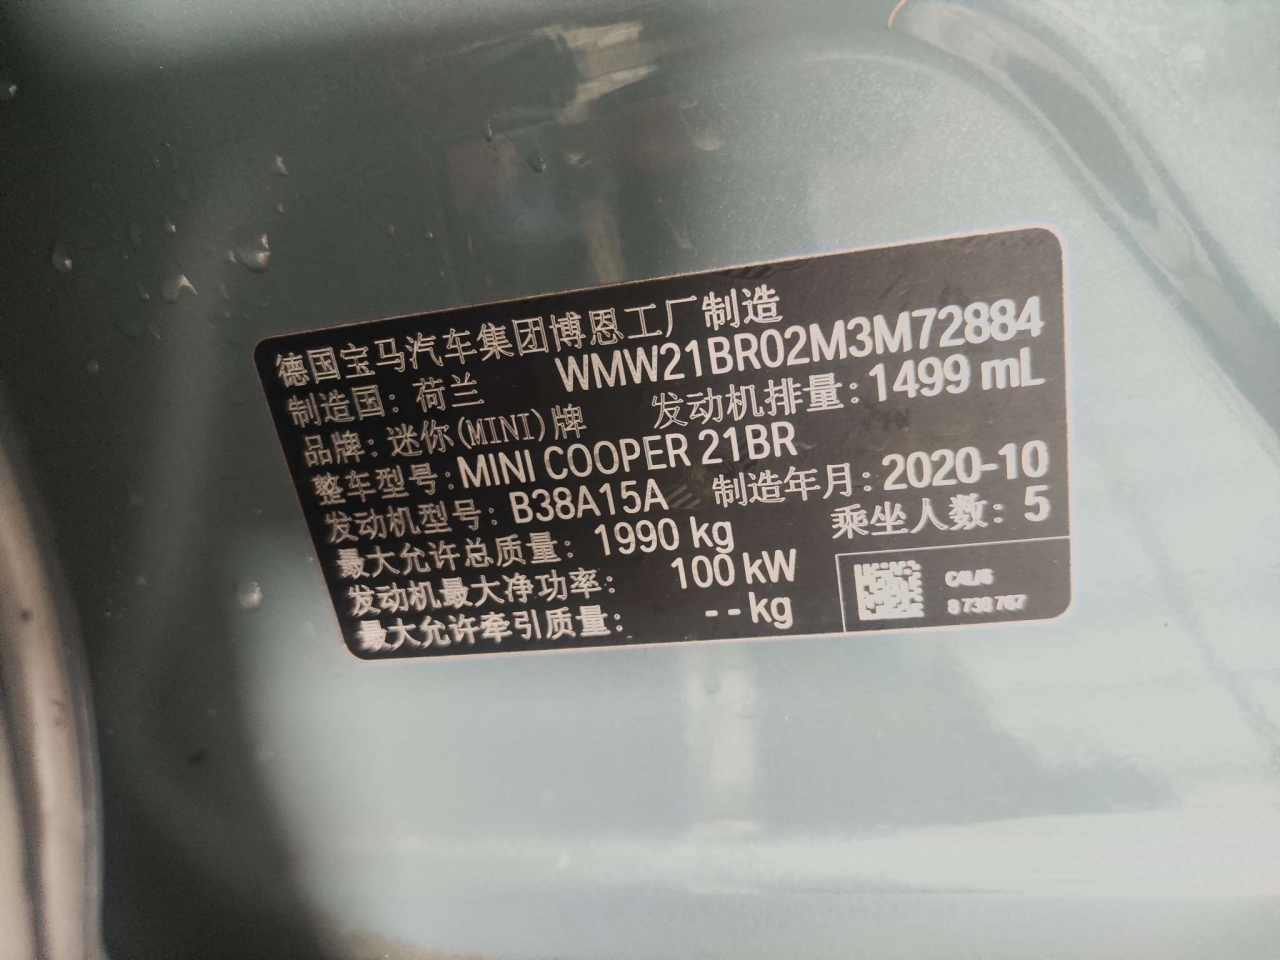 德国宝马汽车集团博恩工厂制造
制造国：荷兰 WMW21BR02M3M72884
品牌：迷你(MINI)牌 发动机排量：1499 mL
整车型号：MINI COOPER 21BR
发动机型号：B38A15A 制造年月：2020-10
最大允许总质量：1990 kg 乘坐人数：5
发动机最大净功率：100 kW
最大允许牵引质量：--kg
8 738 767